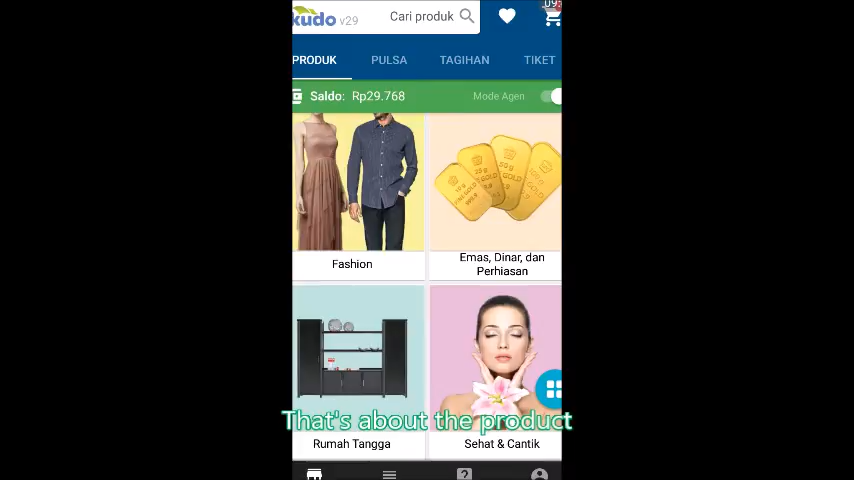 kudo v29
Cari produk
PRODUK PULSA TAGIHAN TIKET
Saldo: Rp29.768
Mode Agen
Fashion
Emas, Dinar, dan
Perhiasan
That's about the product
Rumah Tangga
Sehat & Cantik